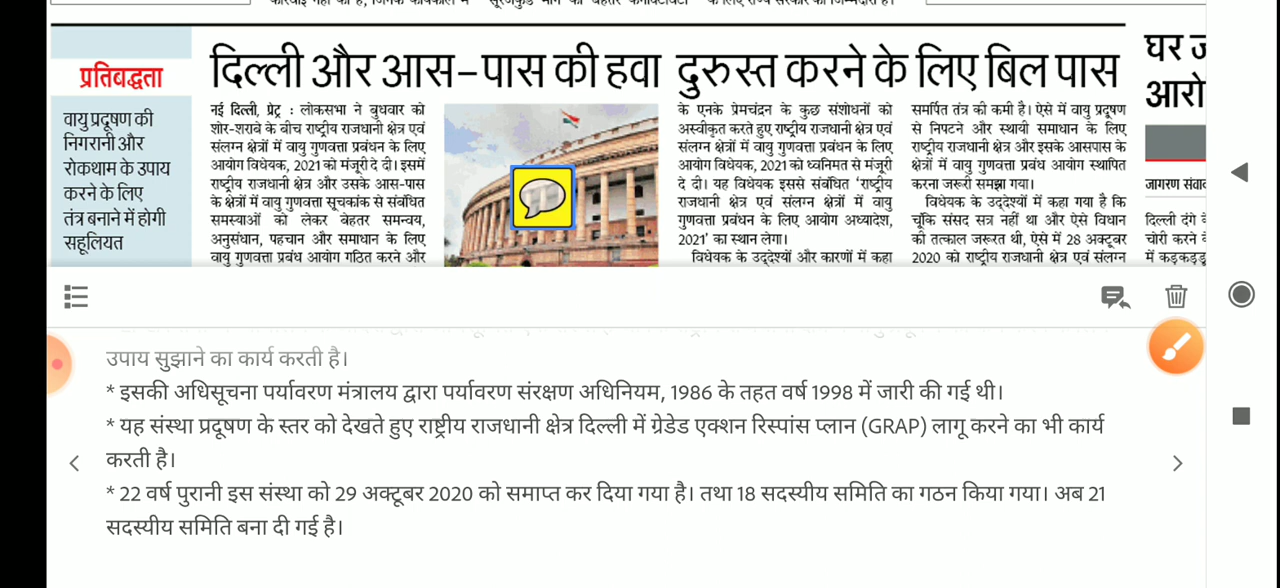 दिल्ली और आस-पास की हवा दुरुस्त करने के लिए बिल पास
प्रतिबद्धता
वायु प्रदूषण की
निगरानी और
रोकथाम के उपाय
करने के लिए
तंत्र बनाने में होगी
सहूलियत
नई दिल्ली, प्रेट्र : लोकसभा ने बुधवार को
शोर-शराबे के बीच राष्ट्रीय राजधानी क्षेत्र एवं
संलग्न क्षेत्रों में वायु गुणवत्ता प्रबंधन के लिए
आयोग विधेयक, 2021 को मंजूरी दे दी। इसमें
राष्ट्रीय राजधानी क्षेत्र और उसके आस-पास
के क्षेत्रों में वायु गुणवत्ता सूचकांक से संबंधित
समस्याओं को लेकर बेहतर समन्वय,
अनुसंधान, पहचान और समाधान के लिए
वायु गुणवत्ता प्रबंध आयोग गठित करने और
के एनके प्रेमचंद्रन के कुछ संशोधनों को
अस्वीकृत करते हुए राष्ट्रीय राजधानी क्षेत्र एवं
संलग्न क्षेत्रों में वायु गुणवत्ता प्रबंधन के लिए
आयोग विधेयक, 2021 को ध्वनिमत से मंजूरी
दे दी। यह विधेयक इससे संबंधित 'राष्ट्रीय
राजधानी क्षेत्र एवं संलग्न क्षेत्रों में वायु
गुणवत्ता प्रबंधन के लिए आयोग अध्यादेश,
2021' का स्थान लेगा।
विधेयक के उद्देश्यों और कारणों में कहा
समर्पित तंत्र की कमी है। ऐसे में वायु प्रदूषण
से निपटने और स्थायी समाधान के लिए
राष्ट्रीय राजधानी क्षेत्र और इसके आसपास के
क्षेत्रों में वायु गुणवत्ता प्रबंध आयोग स्थापित
करना जरूरी समझा गया।
विधेयक के उद्देश्यों में कहा गया है कि
चूंकि संसद सत्र नहीं था और ऐसे विधान
की तत्काल जरूरत थी, ऐसे में 28 अक्टूबर
2020 को राष्ट्रीय राजधानी क्षेत्र एवं संलग्न
घर
आरो
जागरण
दिल्ली दंगे
चोरी करने
में
उपाय सुझाने का कार्य करती है।
* इसकी अधिसूचना पर्यावरण मंत्रालय द्वारा पर्यावरण संरक्षण अधिनियम, 1986 के तहत वर्ष 1998 में जारी की गई थी।
* यह संस्था प्रदूषण के स्तर को देखते हुए राष्ट्रीय राजधानी क्षेत्र दिल्ली में ग्रेडेड एक्शन रिस्पांस प्लान (GRAP) लागू करने का भी कार्य
करती है।
* 22 वर्ष पुरानी इस संस्था को 29 अक्टूबर 2020 को समाप्त कर दिया गया है। तथा 18 सदस्यीय समिति का गठन किया गया। अब 21
सदस्यीय समिति बना दी गई है।